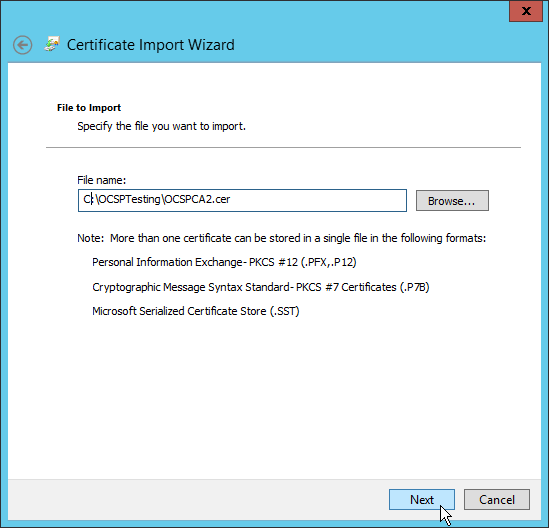 x
Certificate Import Wizard
File to Import
Specify the file you want to import.
File name:
C:\OCSPTesting\OCSPCA2.cer
Browse...
Note:  More than one certificate can be stored in a single file in the following formats:
Personal Information Exchange- PKCS #12 (.PFX,.P12)
Cryptographic Message Syntax Standard- PKCS #7 Certificates (.P7B)
Microsoft Serialized Certificate Store (.SST)
Next
Cancel